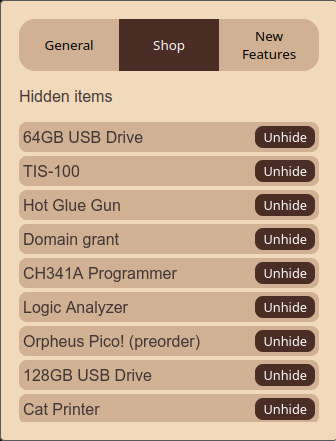 General
Shop
New
Features
Hidden items
64GB USB Drive Unhide
TIS-100 Unhide
Hot Glue Gun Unhide
Domain grant Unhide
CH341A Programmer Unhide
Logic Analyzer Unhide
Orpheus Pico! (preorder) Unhide
128GB USB Drive Unhide
Cat Printer Unhide